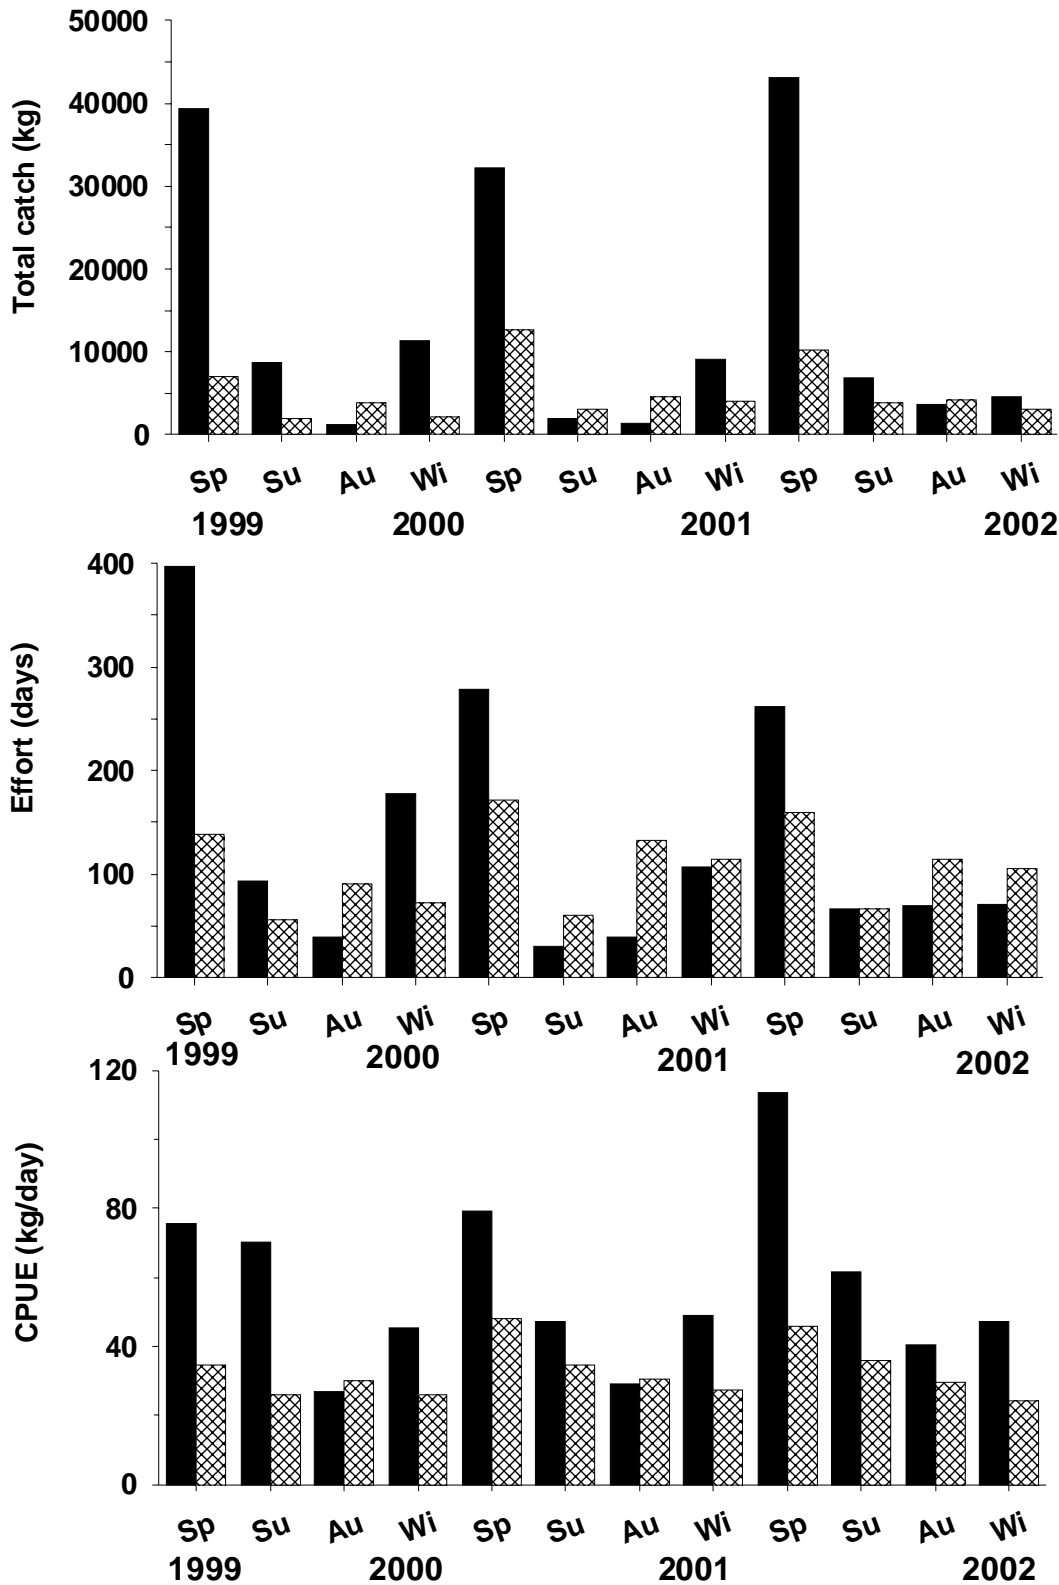 Total catch (kg)
50000
40000
30000
20000
10000
0
Sp Su Au Wi Sp Su Au Wi Sp Su Au Wi
1999 2000 2001 2002
Effort (days)
400
300
200
100
0
Sp Su Au Wi Sp Su Au Wi Sp Su Au Wi
1999 2000 2001 2002
CPUE (kg/day)
120
80
40
0
Sp Su Au Wi Sp Su Au Wi Sp Su Au Wi
1999 2000 2001 2002